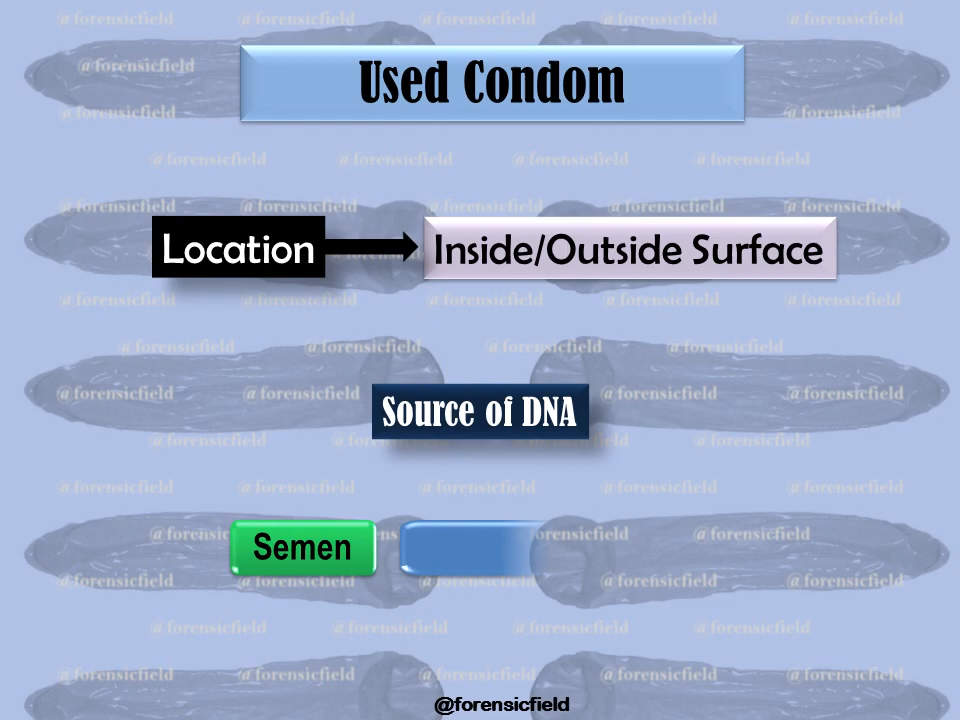 Used Condom
Location
Inside/Outside Surface
Source of DNA
Semen
@forensicfield